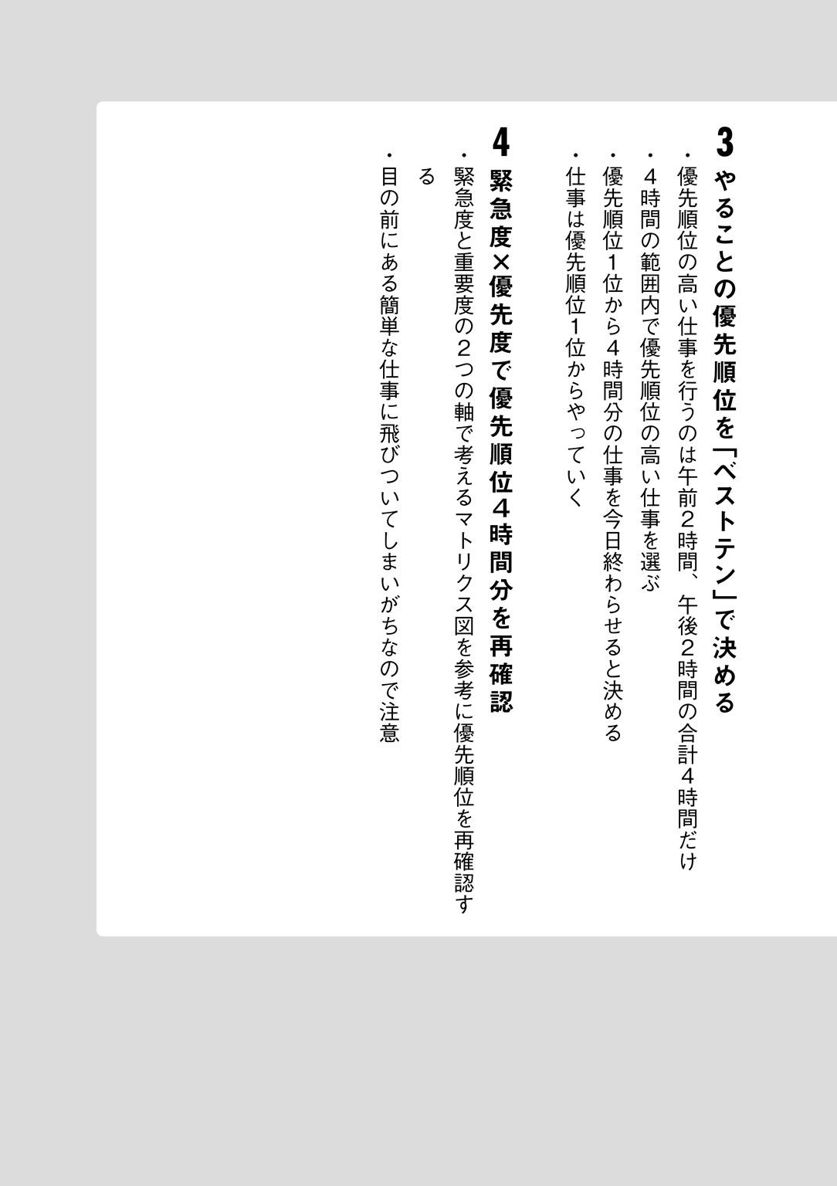 3 やることの優先順位を「ベストテン」で決める
・優先順位の高い仕事を行うのは午前2時間、午後2時間の合計4時間だけ
・4時間の範囲内で優先順位の高い仕事を選ぶ
・優先順位1位から4時間分の仕事を今日終わらせると決める
・仕事は優先順位1位からやっていく
4 緊急度×優先度で優先順位4時間分を再確認
・緊急度と重要度の2つの軸で考えるマトリクス図を参考に優先順位を再確認す
る
・目の前にある簡単な仕事に飛びついてしまいがちなので注意